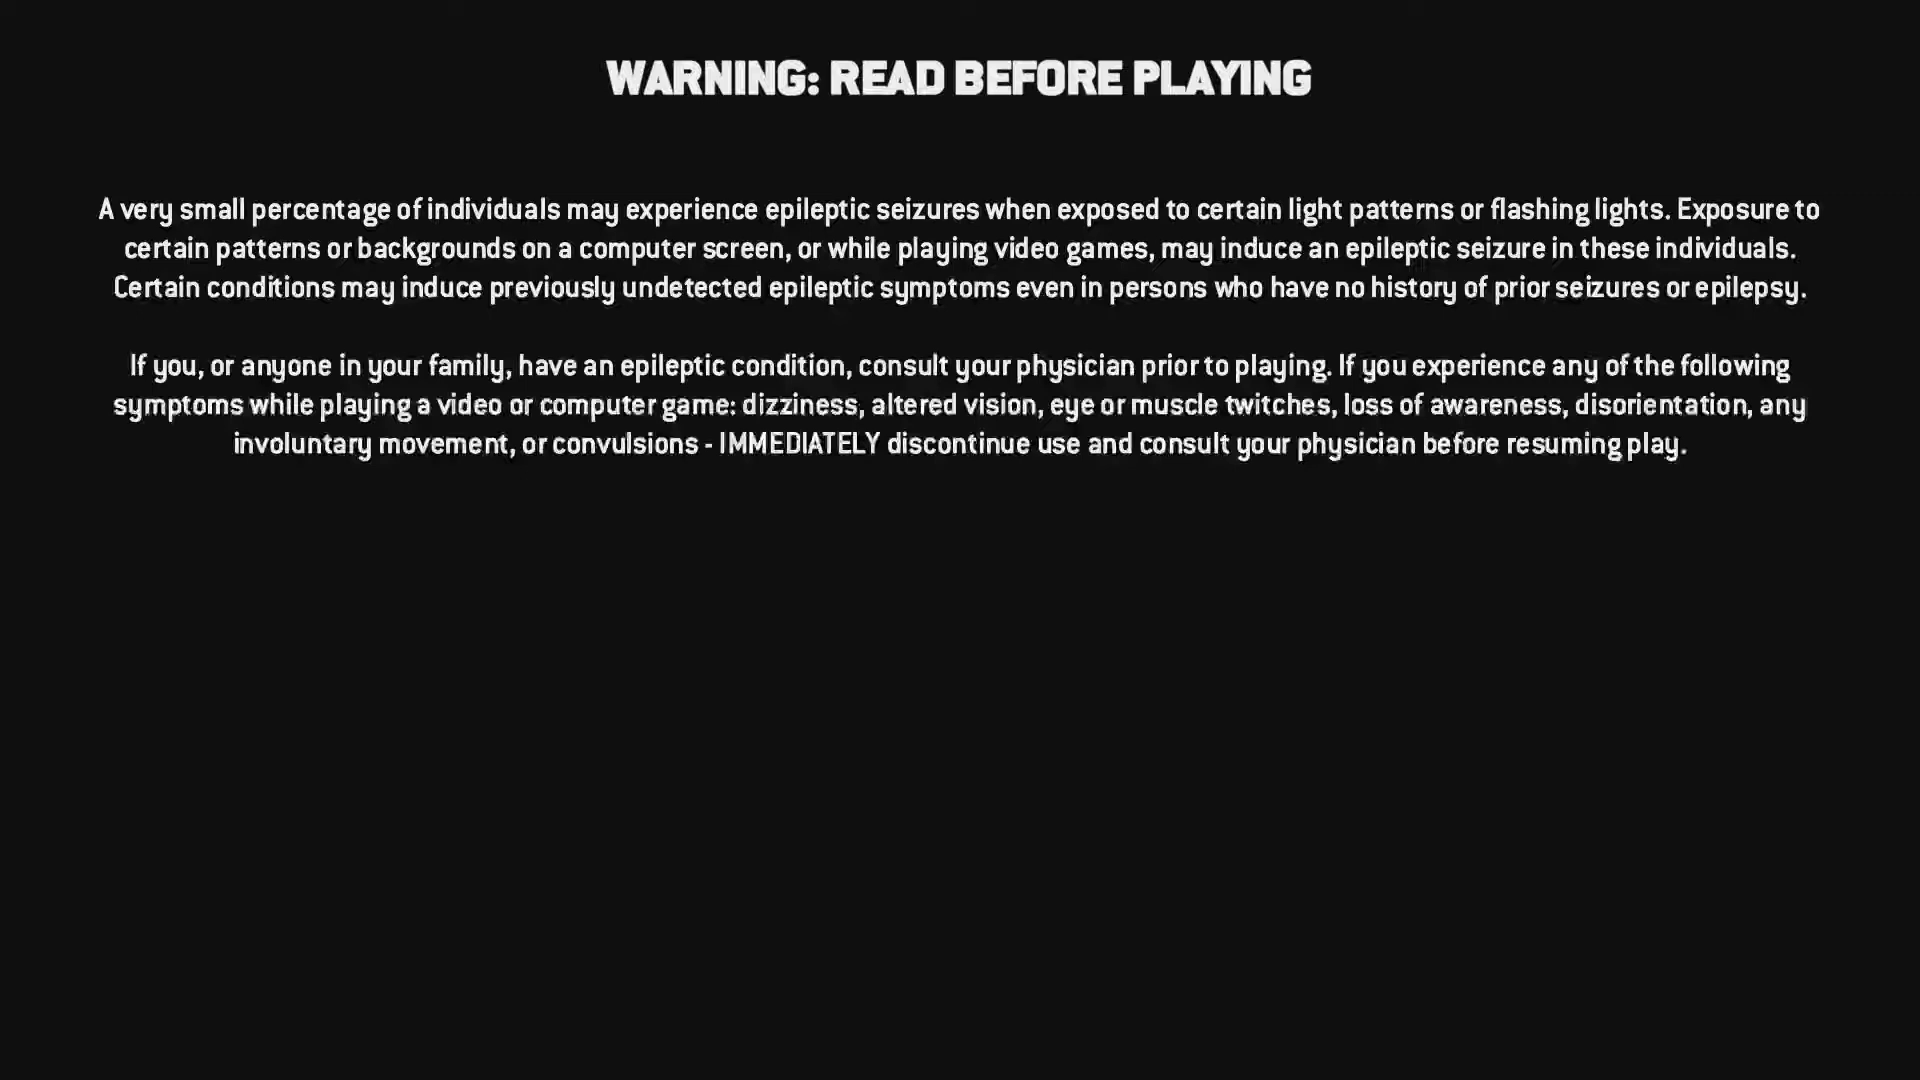 WARNING: READ BEFORE PLAYING
A very small percentage of individuals may experience epileptic seizures when exposed to certain light patterns or flashing lights. Exposure to
certain patterns or backgrounds on a computer screen, or while playing video games, may induce an epileptic seizure in these individuals.
Certain conditions may induce previously undetected epileptic symptoms even in persons who have no history of prior seizures or epilepsy.
If you, or anyone in your family, have an epileptic condition, consult your physician prior to playing. If you experience any of the following
symptoms while playing a video or computer game: dizziness, altered vision, eye or muscle twitches, loss of awareness, disorientation, any
involuntary movement, or convulsions - IMMEDIATELY discontinue use and consult your physician before resuming play.